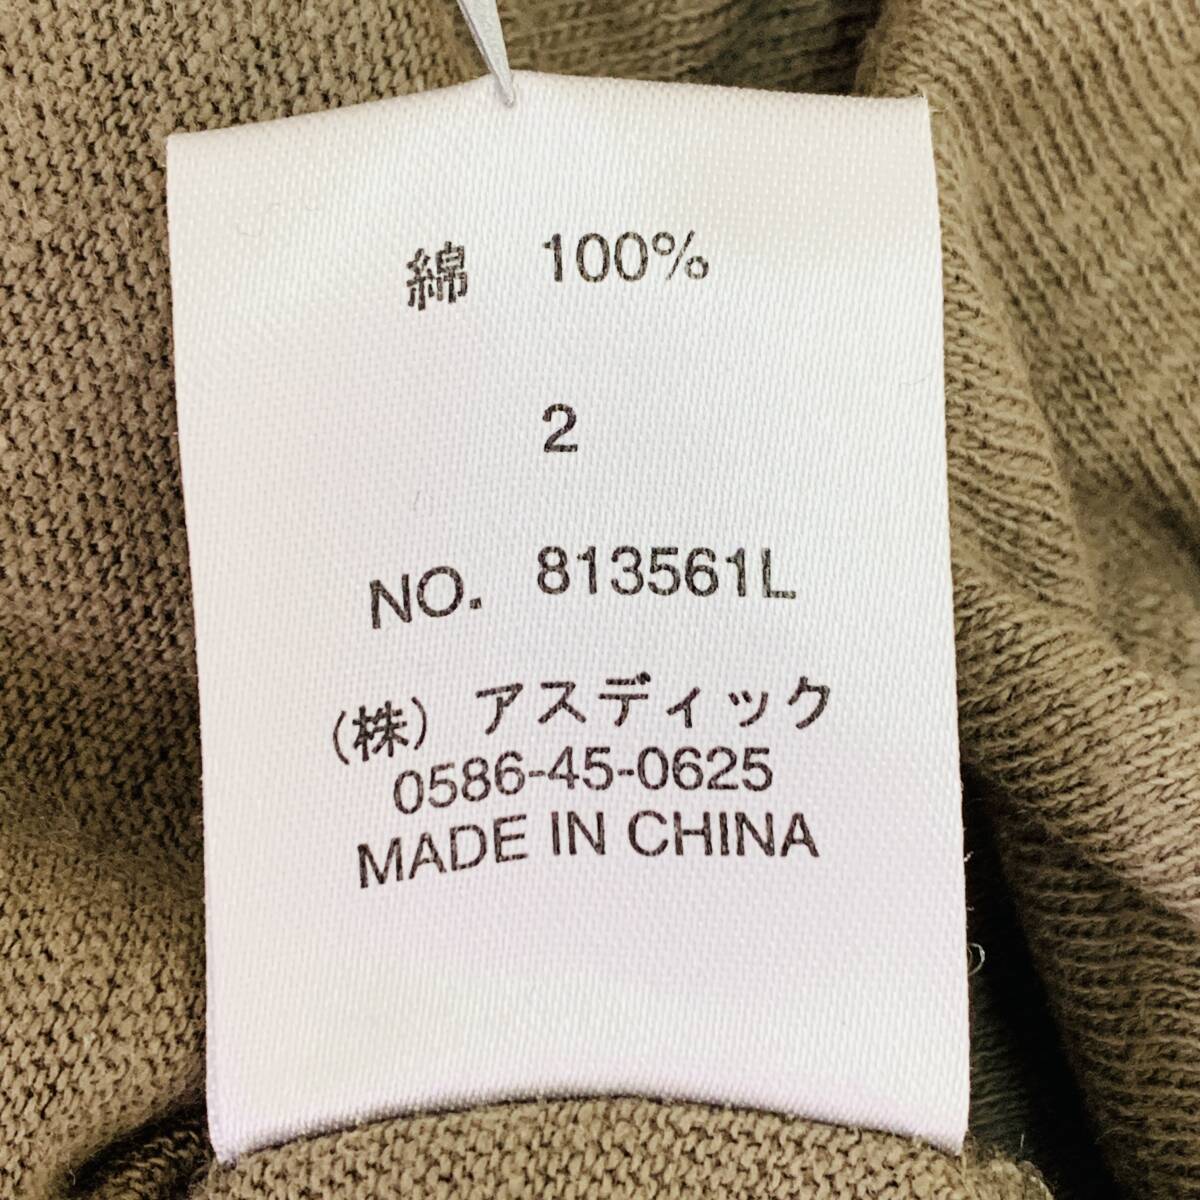 綿 100%
2
NO. 813561L
(株) アスディック
0586-45-0625
MADE IN CHINA